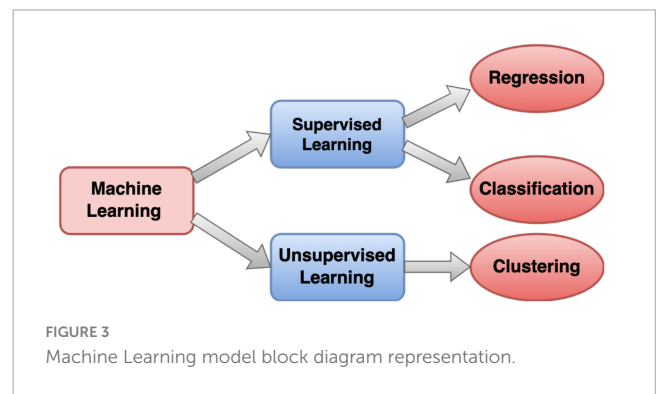 Regression
Supervised
Learning
Machine
Learning
Classification
Unsupervised
Learning
Clustering
FIGURE 3
Machine Learning model block diagram representation.